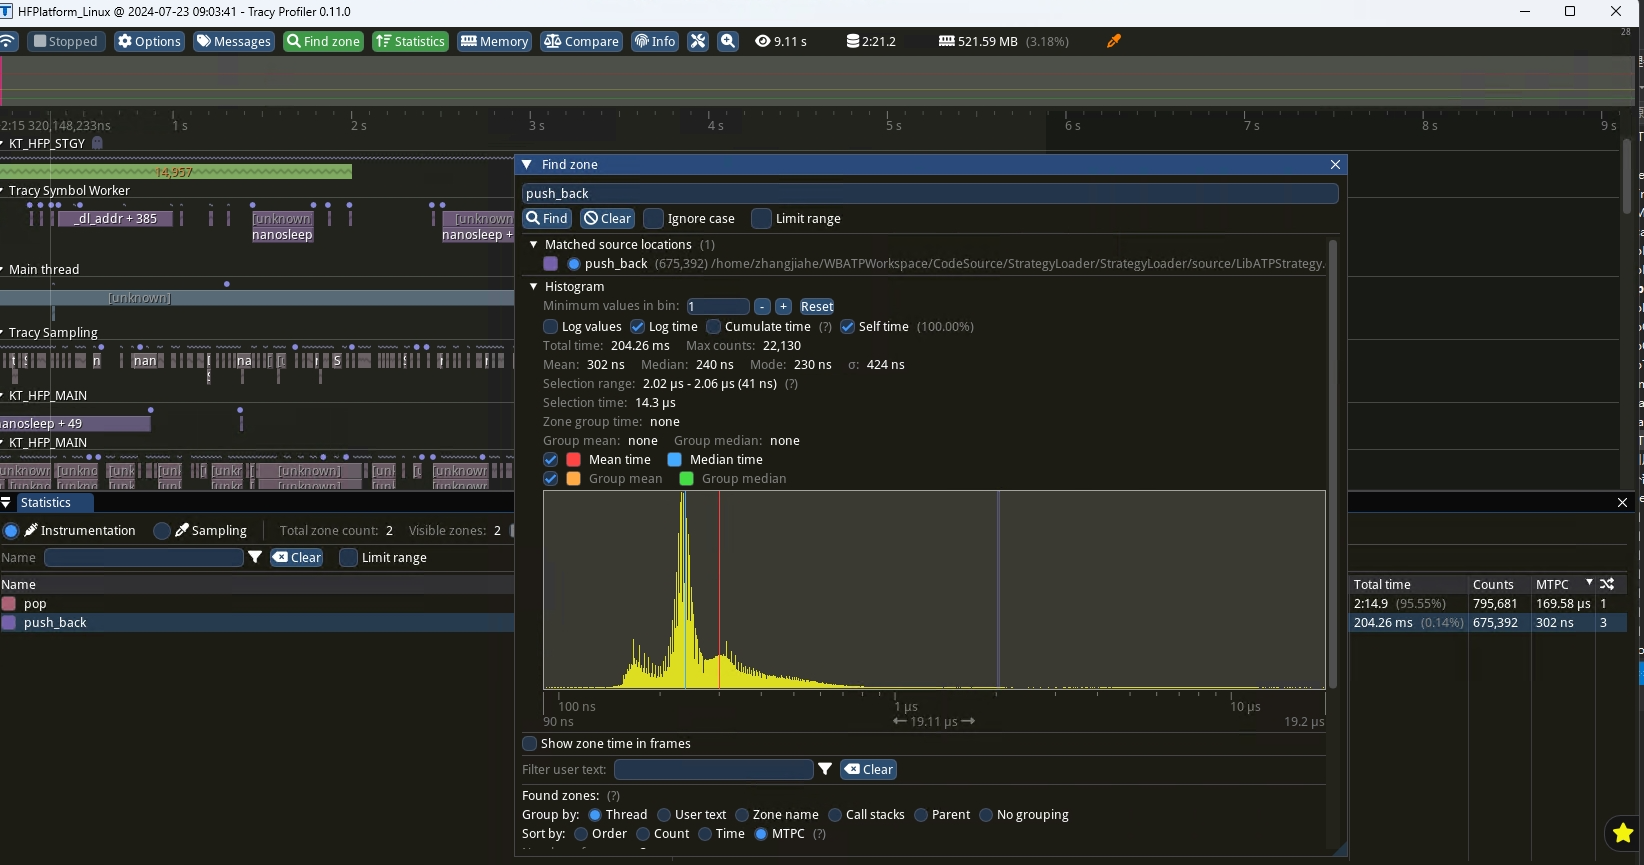 HFPlatform_Linux @ 2024-07-23 09:03:41 - Tracy Profiler 0.11.0
Stopped Options Messages Find zone Statistics Memory Compare Info 9.11 s 2:21.2 521.59 MB (3.18%) 28
2:15 320,148,233ns 1 s 2 s 3 s 4 s 5 s 6 s 7 s 8 s 9 s
KT_HFP_STGY
14,957
Tracy Symbol Worker
_dl_addr + 385 [unknown [unknown
nanosleep nanosleep +
Main thread
[unknown]
Tracy Sampling
n nan na S
KT_HFP_MAIN
nanosleep + 49
KT_HFP_MAIN
unknowr [unkno [unk [unk [unkr [unknown] [unk [unknowr
Find zone
push_back
Find Clear Ignore case Limit range
Matched source locations (1)
push_back (675,392) /home/zhangjiahe/WBATPWorkspace/CodeSource/StrategyLoader/StrategyLoader/source/LibATPStrategy.
Histogram
Minimum values in bin: 1 - + Reset
Log values Log time Cumulate time (?) Self time (100.00%)
Total time: 204.26 ms Max counts: 22,130
Mean: 302 ns Median: 240 ns Mode: 230 ns σ: 424 ns
Selection range: 2.02 µs - 2.06 µs (41 ns) (?)
Selection time: 14.3 µs
Zone group time: none
Group mean: none Group median: none
Mean time Median time
Group mean Group median
100 ns 1 µs 10 µs
90 ns 19.11 µs 19.2 µs
Show zone time in frames
Filter user text: Clear
Found zones: (?)
Group by: Thread User text Zone name Call stacks Parent No grouping
Sort by: Order Count Time MTPC (?)
Statistics
Instrumentation Sampling Total zone count: 2 Visible zones: 2
Name Clear Limit range
Name Total time Counts MTPC
pop 2:14.9 (95.55%) 795,681 169.58 µs 1
push_back 204.26 ms (0.14%) 675,392 302 ns 3